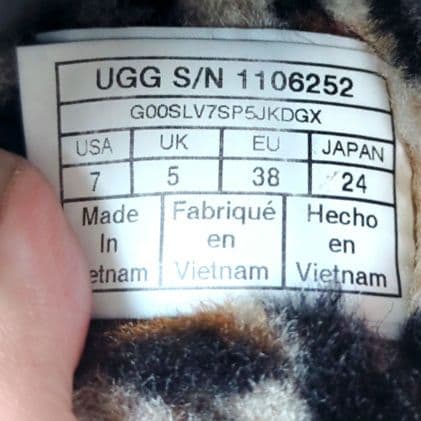 UGG S/N 1106252
G00SLV7SP5JKDGX
USA UK EU JAPAN
7 5 38 24
Made Fabriqué Hecho
In en en
etnam Vietnam Vietnam